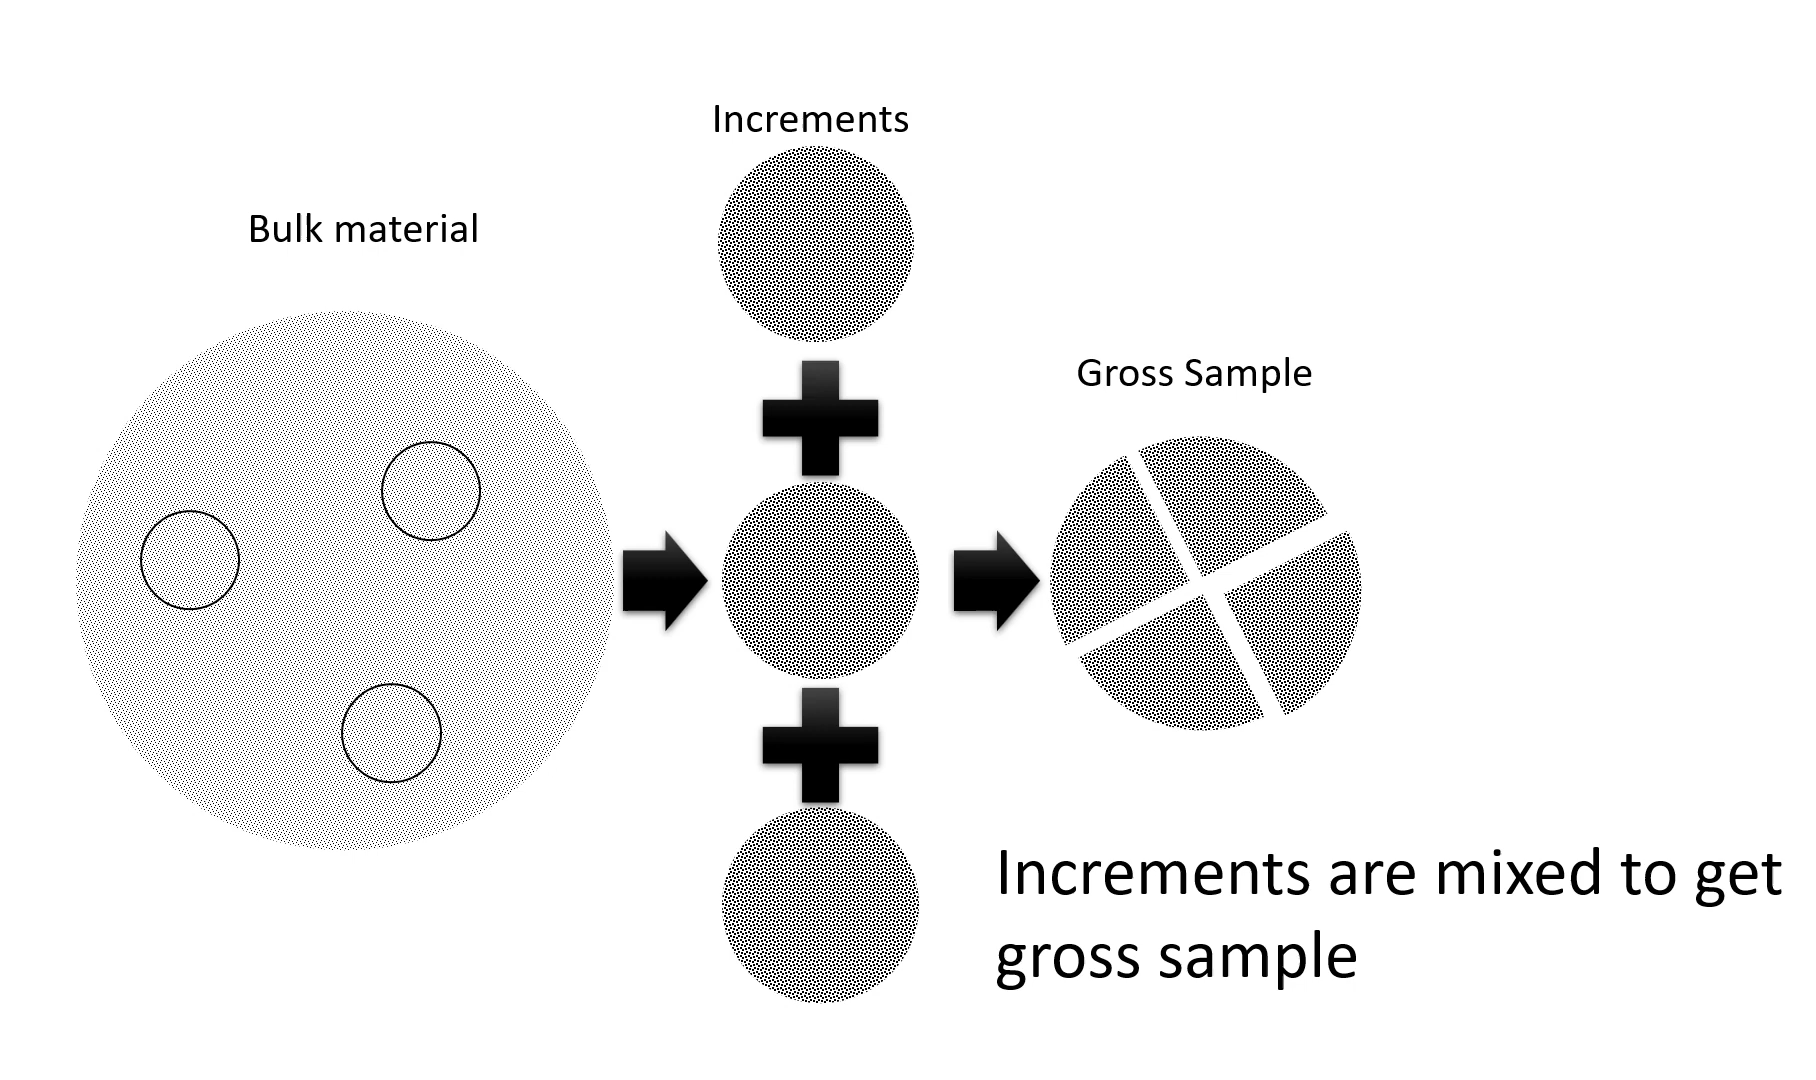 Increments
Bulk material
Gross Sample
Increments are mixed to get
gross sample